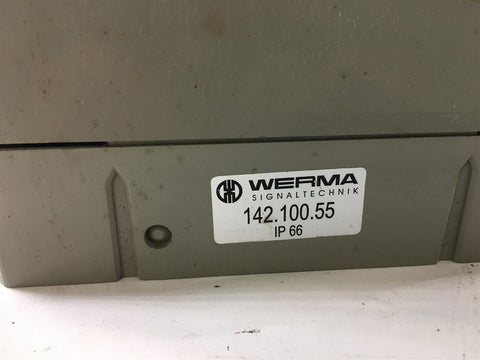 WERMA
SIGNALTECHNIK
142.100.55
IP 66